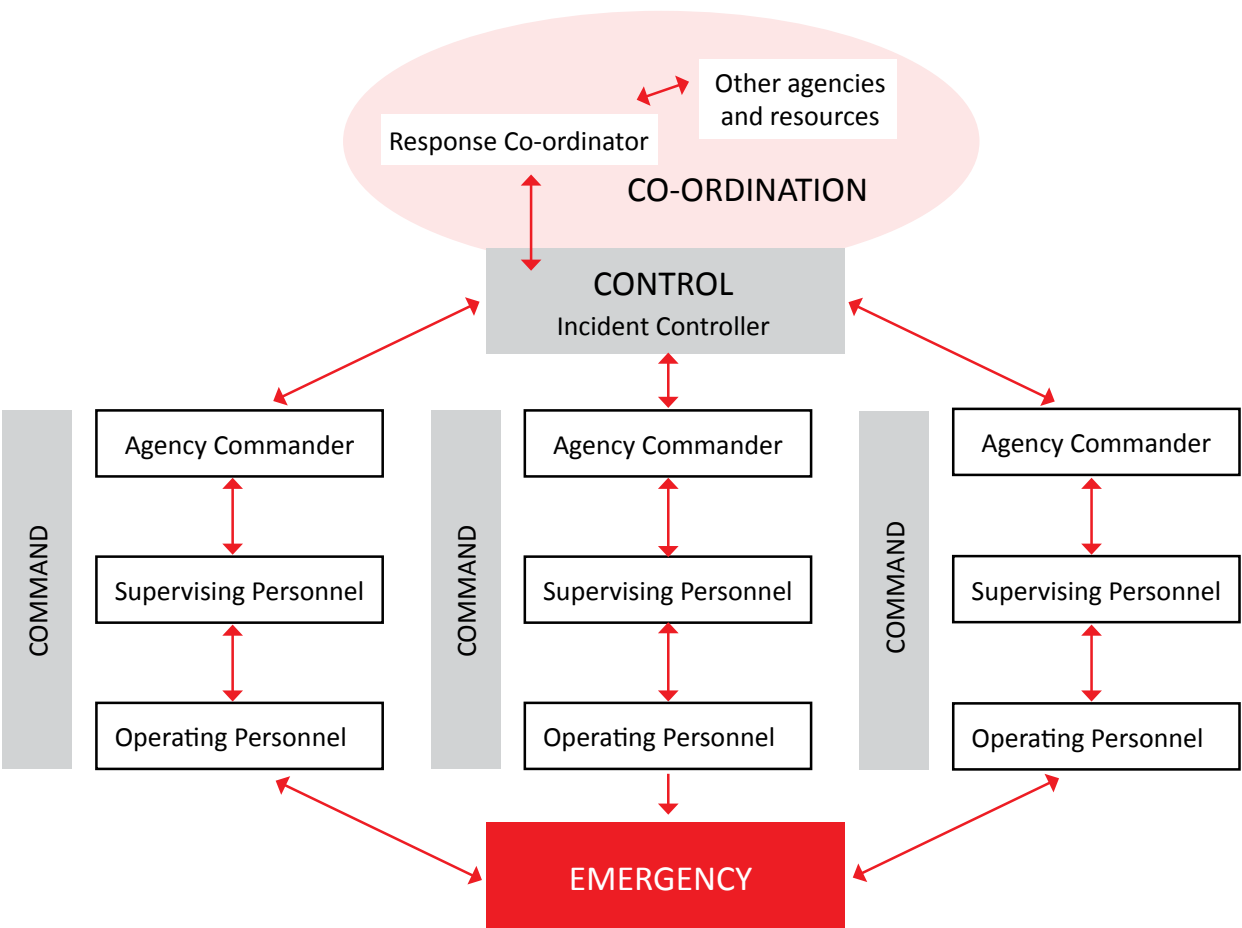 Other agencies
and resources
Response Co-ordinator
CO-ORDINATION
CONTROL
Incident Controller
COMMAND
Agency Commander
Supervising Personnel
Operating Personnel
COMMAND
Agency Commander
Supervising Personnel
Operating Personnel
COMMAND
Agency Commander
Supervising Personnel
Operating Personnel
EMERGENCY